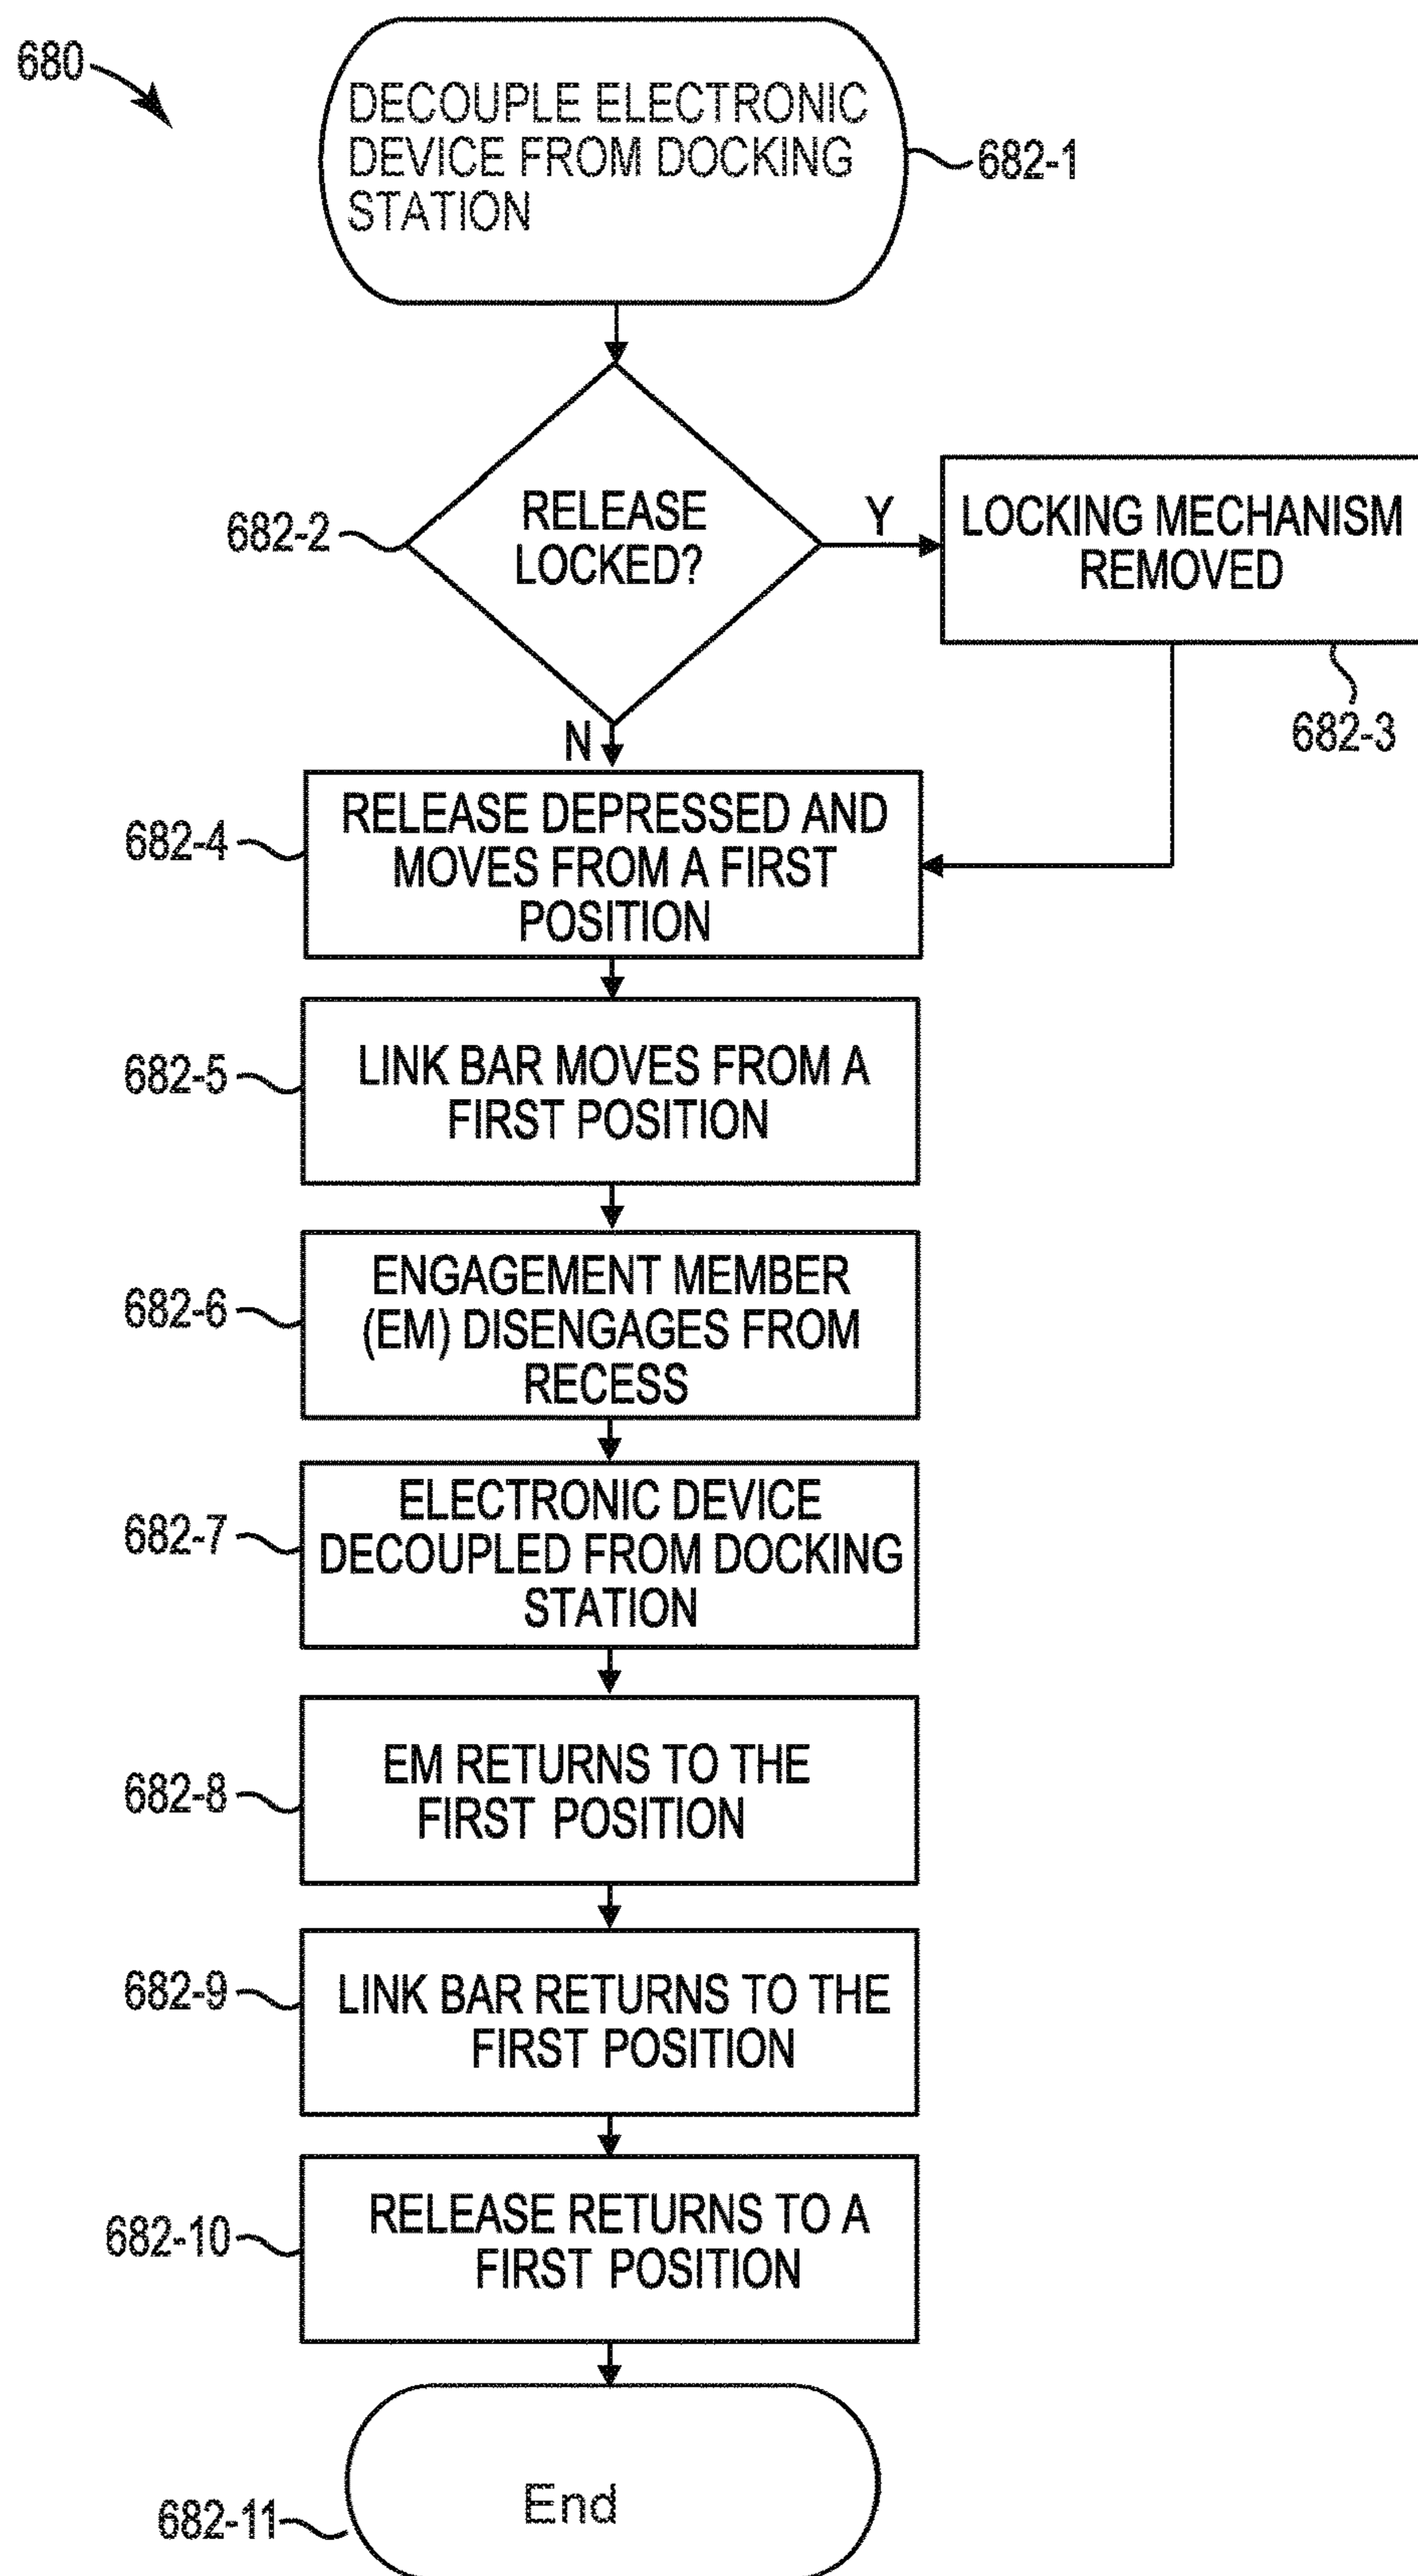 680
DECOUPLE ELECTRONIC
DEVICE FROM DOCKING
STATION
682-1
RELEASE
LOCKED?
682-2
Y
LOCKING MECHANISM
REMOVED
682-3
N
RELEASE DEPRESSED AND
MOVES FROM A FIRST
POSITION
682-4
LINK BAR MOVES FROM A
FIRST POSITION
682-5
ENGAGEMENT MEMBER
(EM) DISENGAGES FROM
RECESS
682-6
ELECTRONIC DEVICE
DECOUPLED FROM DOCKING
STATION
682-7
EM RETURNS TO THE
FIRST POSITION
682-8
LINK BAR RETURNS TO THE
FIRST POSITION
682-9
RELEASE RETURNS TO A
FIRST POSITION
682-10
End
682-11